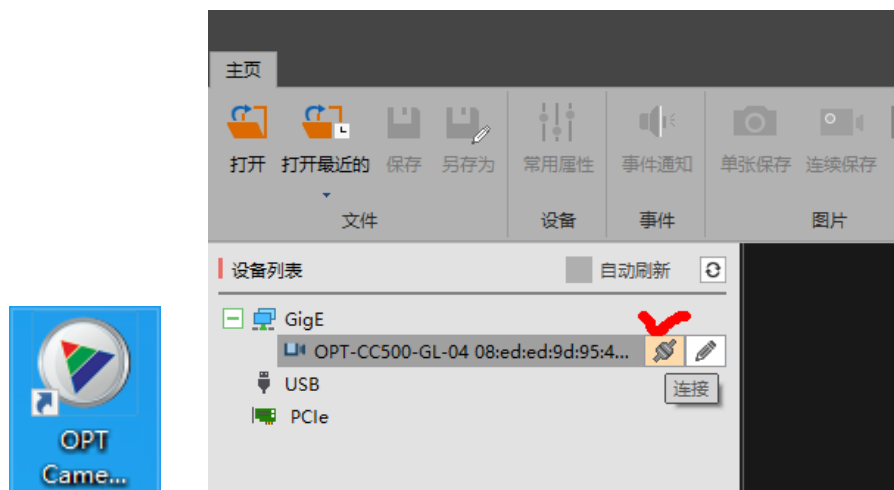 主页
打开 打开最近的 保存 另存为 常用属性 事件通知 单张保存 连续保存
文件 设备 事件 图片
设备列表 自动刷新
GigE
OPT-CC500-GL-04 08:ed:ed:9d:95:4...
USB
连接
PCIe
OPT
Came...